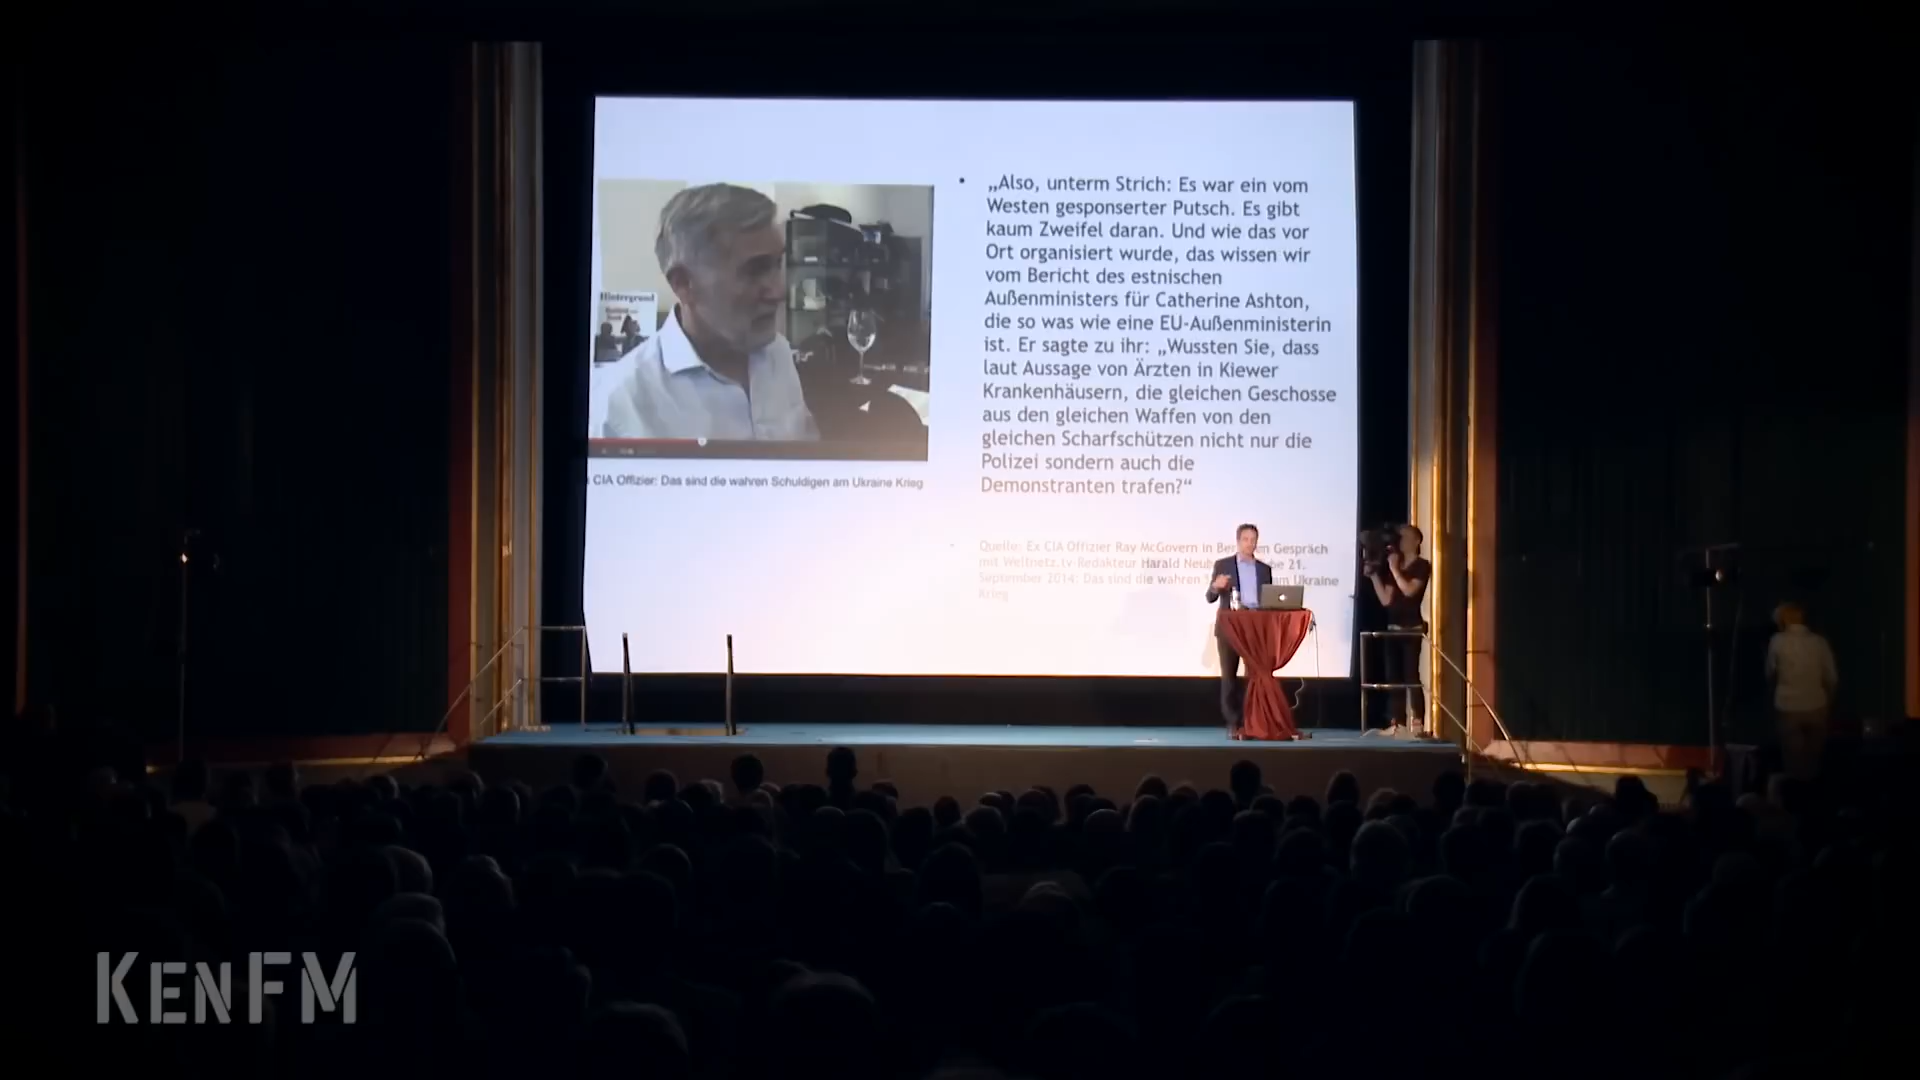 „Also, unterm Strich: Es war ein vom
Westen gesponserter Putsch. Es gibt
kaum Zweifel daran. Und wie das vor
Ort organisiert wurde, das wissen wir
vom Bericht des estnischen
Außenministers für Catherine Ashton,
die so was wie eine EU-Außenministerin
ist. Er sagte zu ihr: „Wussten Sie, dass
laut Aussage von Ärzten in Kiewer
Krankenhäusern, die gleichen Geschosse
aus den gleichen Waffen von den
gleichen Scharfschützen nicht nur die
Polizei sondern auch die
Demonstranten trafen?“
Hintergrund
CIA Offizier: Das sind die wahren Schuldigen am Ukraine Krieg
Quelle: Ex CIA Offizier Ray McGovern in Gespräch
mit Weltnetz.tv-Redakteur Harald 21.
September 2014: Das sind die wahren am Ukraine
Krieg
KenFM